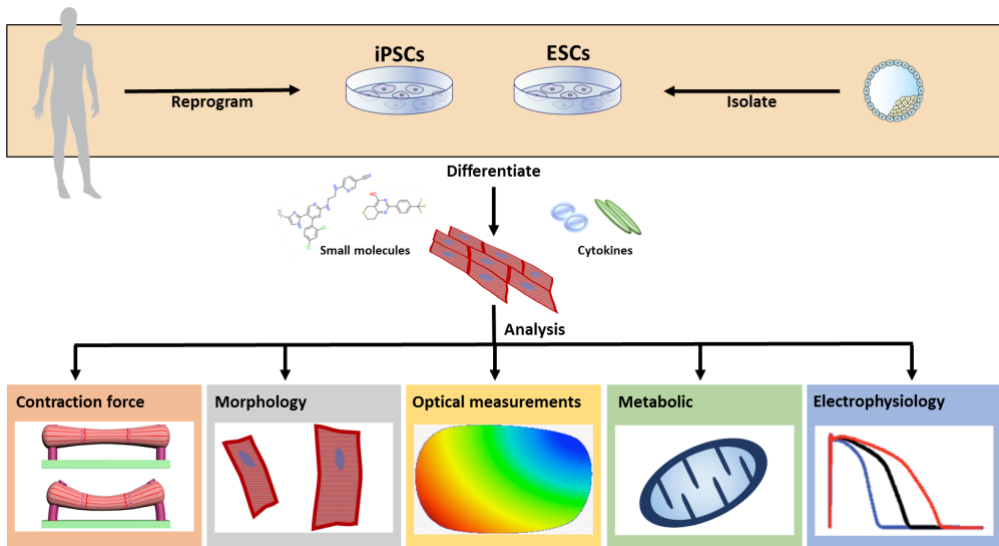 iPSCs
ESCs
Reprogram
Isolate
Differentiate
Small molecules
Cytokines
Analysis
Contraction force
Morphology
Optical measurements
Metabolic
Electrophysiology